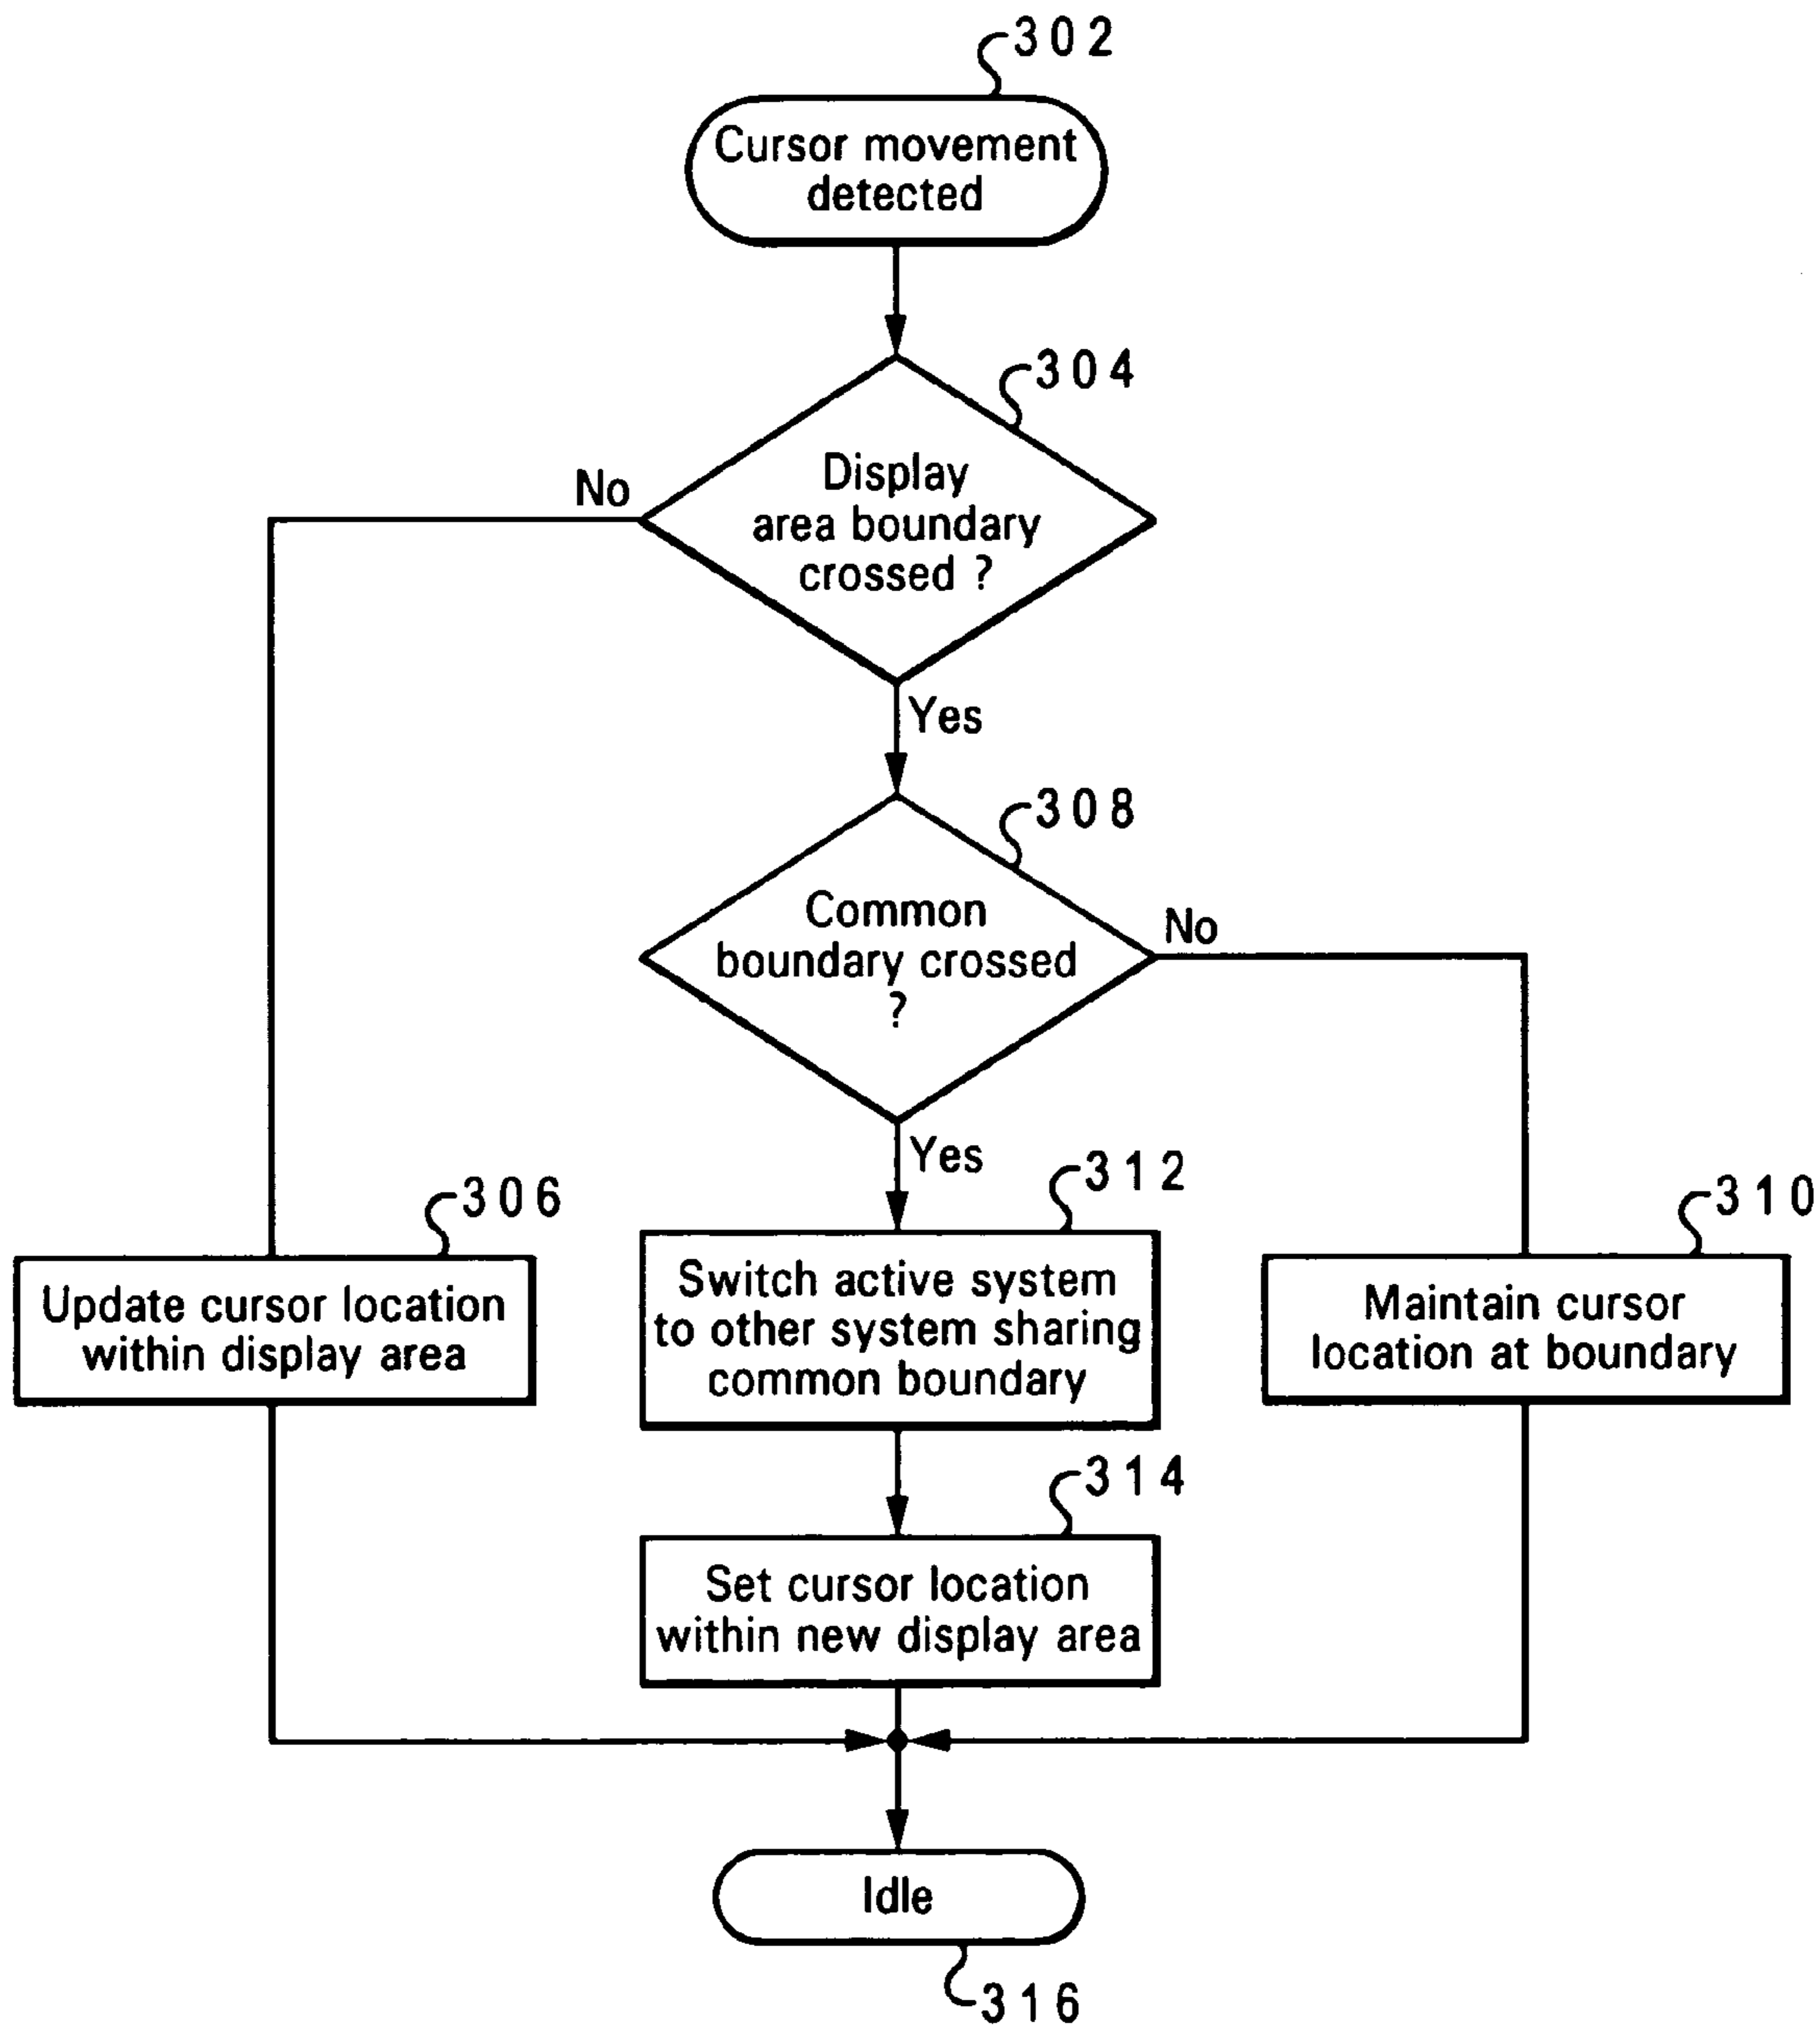 302
Cursor movement
detected
304
Display
area boundary
crossed ?
No
Yes
308
Common
boundary crossed
?
No
Yes
306
Update cursor location
within display area
312
Switch active system
to other system sharing
common boundary
310
Maintain cursor
location at boundary
314
Set cursor location
within new display area
Idle
316